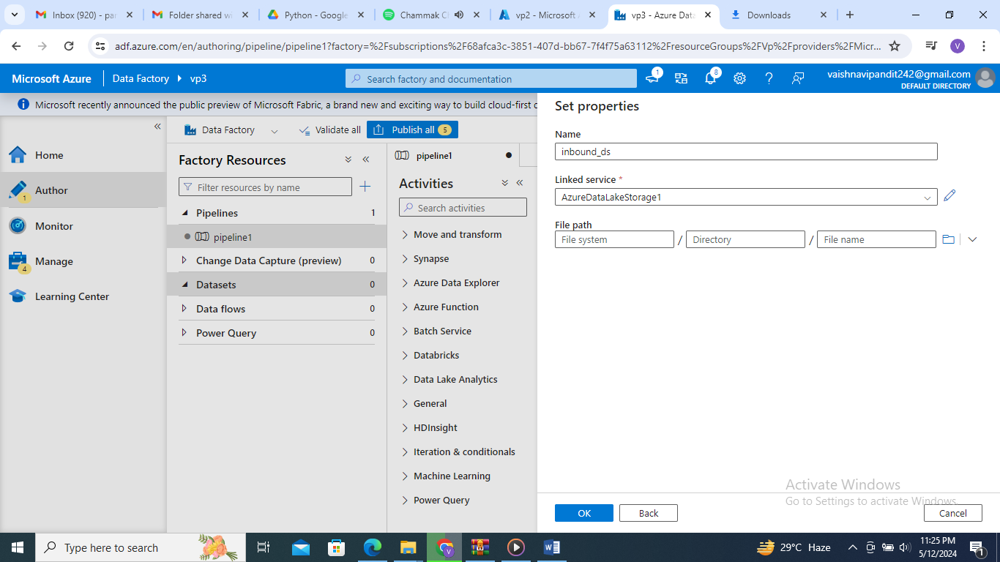 Inbox (920) - pa
Folder shared w
Python - Google
Chammak C
vp2 - Microsoft
vp3 - Azure Data
Downloads
adf.azure.com/en/authoring/pipeline/pipeline1?factory=%2Fsubscriptions%2F68afca3c-3851-407d-bb67-7f4f75a63112%2FresourceGroups%2FVp%2Fproviders%2FMicr...
V
Microsoft Azure
Data Factory
vp3
Search factory and documentation
1
8
vaishnavipandit242@gmail.com
DEFAULT DIRECTORY
Microsoft recently announced the public preview of Microsoft Fabric, a brand new and exciting way to build cloud-first
Home
Author
1
Monitor
Manage
4
Learning Center
Data Factory
Validate all
Publish all 5
Factory Resources
Filter resources by name
Pipelines 1
pipeline1
Change Data Capture (preview) 0
Datasets 0
Data flows 0
Power Query 0
pipeline1
Activities
Search activities
Move and transform
Synapse
Azure Data Explorer
Azure Function
Batch Service
Databricks
Data Lake Analytics
General
HDInsight
Iteration & conditionals
Machine Learning
Power Query
Set properties
Name
inbound_ds
Linked service *
AzureDataLakeStorage1
File path
File system / Directory / File name
Activate Windows
Go to Settings to activate Windows.
OK
Back
Cancel
Type here to search
V
W
29°C Haze
11:25 PM
5/12/2024
1